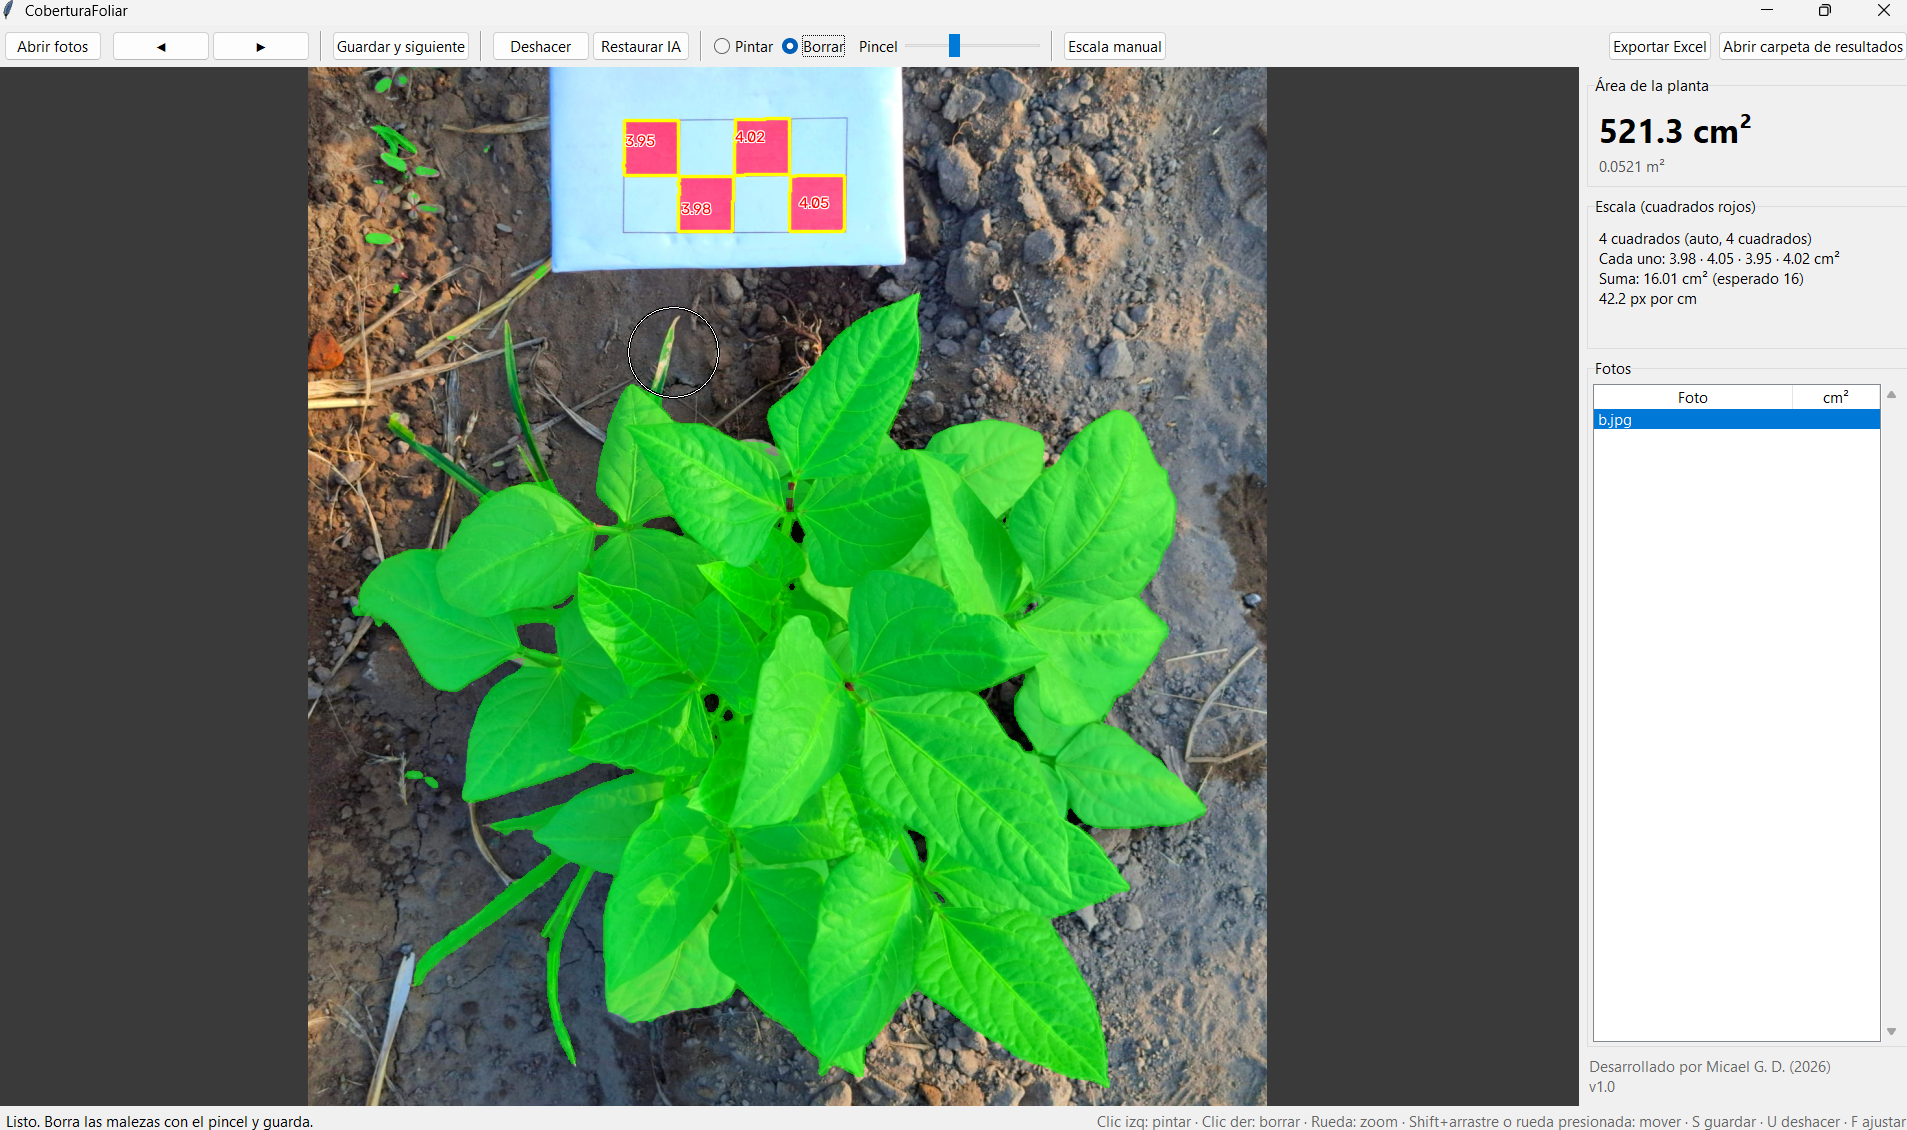 CoberturaFoliar
Abrir fotos ◄ ► Guardar y siguiente Deshacer Restaurar IA Pintar Borrar Pincel Escala manual Exportar Excel Abrir carpeta de resultados
3.95 4.02
3.98 4.05
Área de la planta
521.3 cm²
0.0521 m²
Escala (cuadrados rojos)
4 cuadrados (auto, 4 cuadrados)
Cada uno: 3.98 · 4.05 · 3.95 · 4.02 cm²
Suma: 16.01 cm² (esperado 16)
42.2 px por cm
Fotos
Foto cm²
b.jpg
Desarrollado por Micael G. D. (2026)
v1.0
Listo. Borra las malezas con el pincel y guarda.
Clic izq: pintar · Clic der: borrar · Rueda: zoom · Shift+arrastre o rueda presionada: mover · S guardar · U deshacer · F ajustar